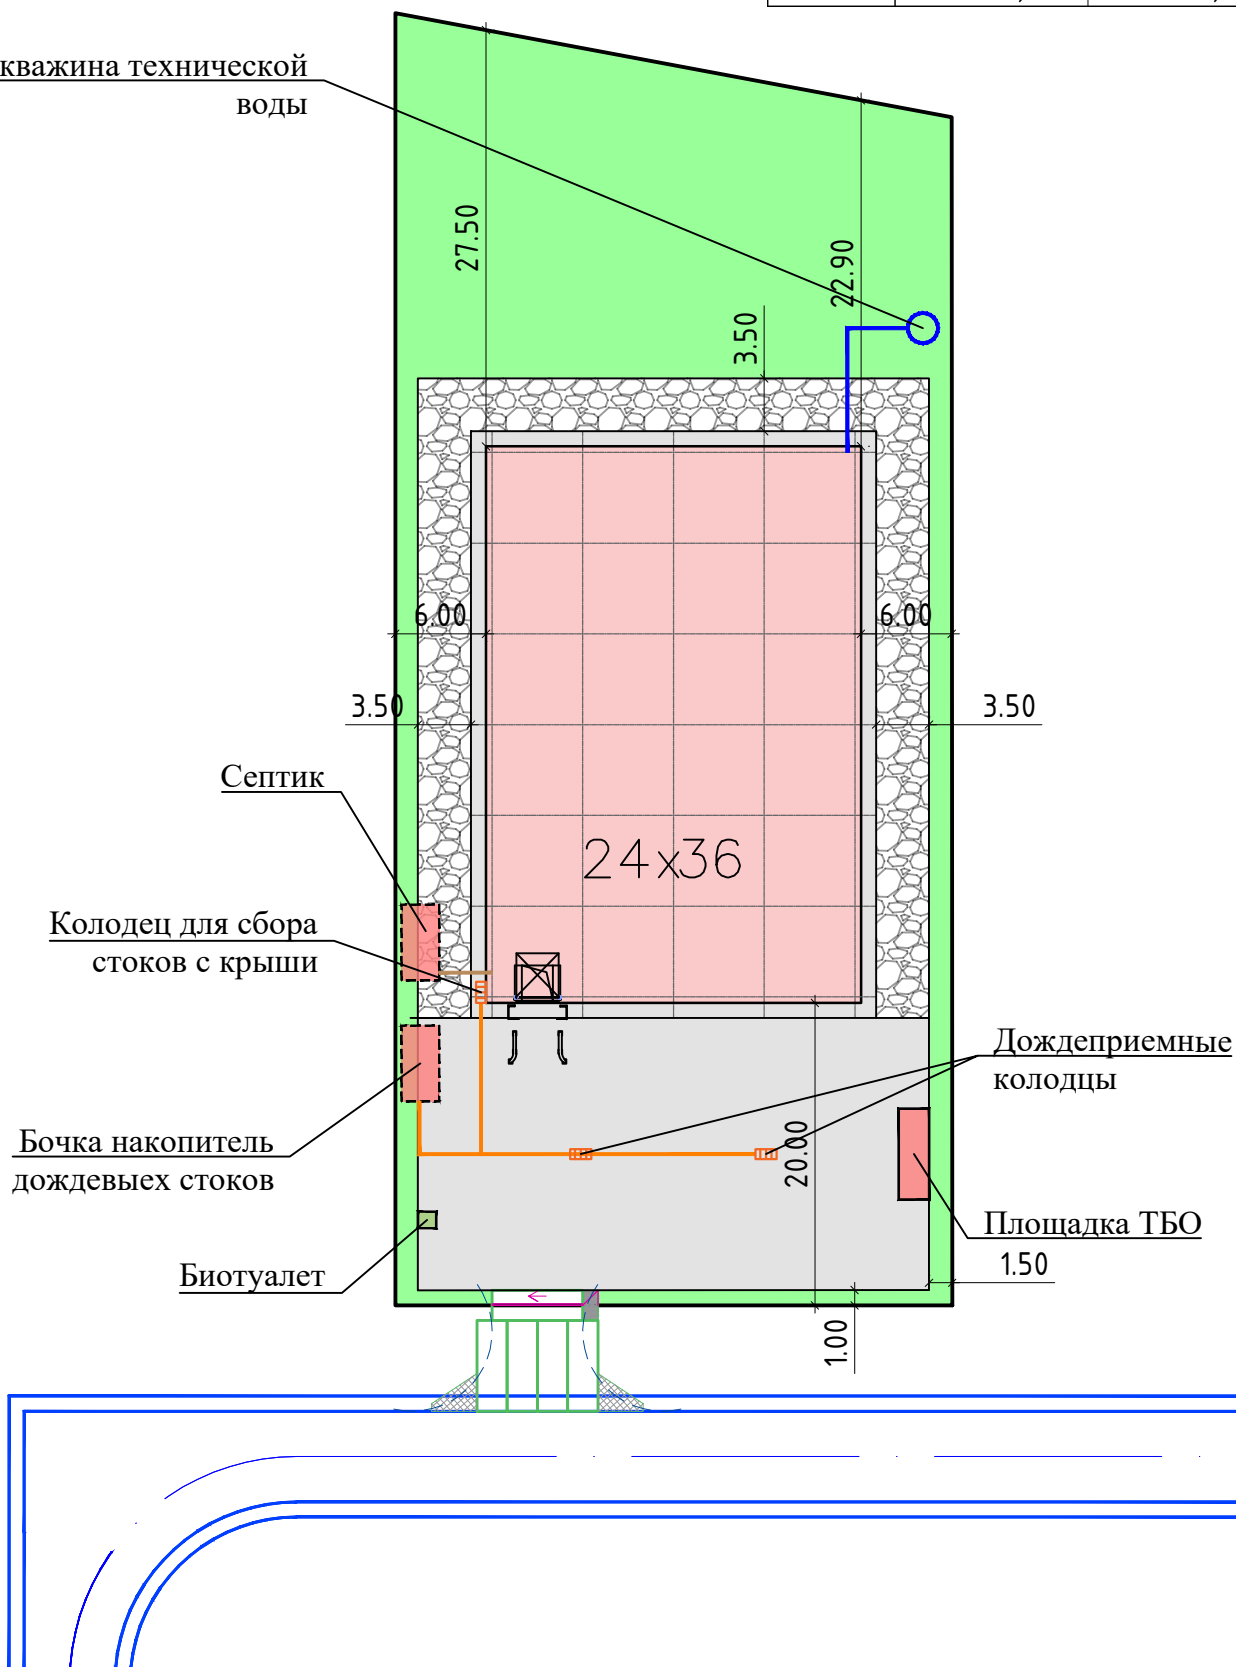 кважина технической
воды
27.50
22.90
3.50
6.00
6.00
3.50
3.50
Септик
24x36
Колодец для сбора
стоков с крыши
Дождеприемные
колодцы
Бочка накопитель
дождевыех стоков
20.00
Площадка ТБО
Биотуалет
1.50
1.00